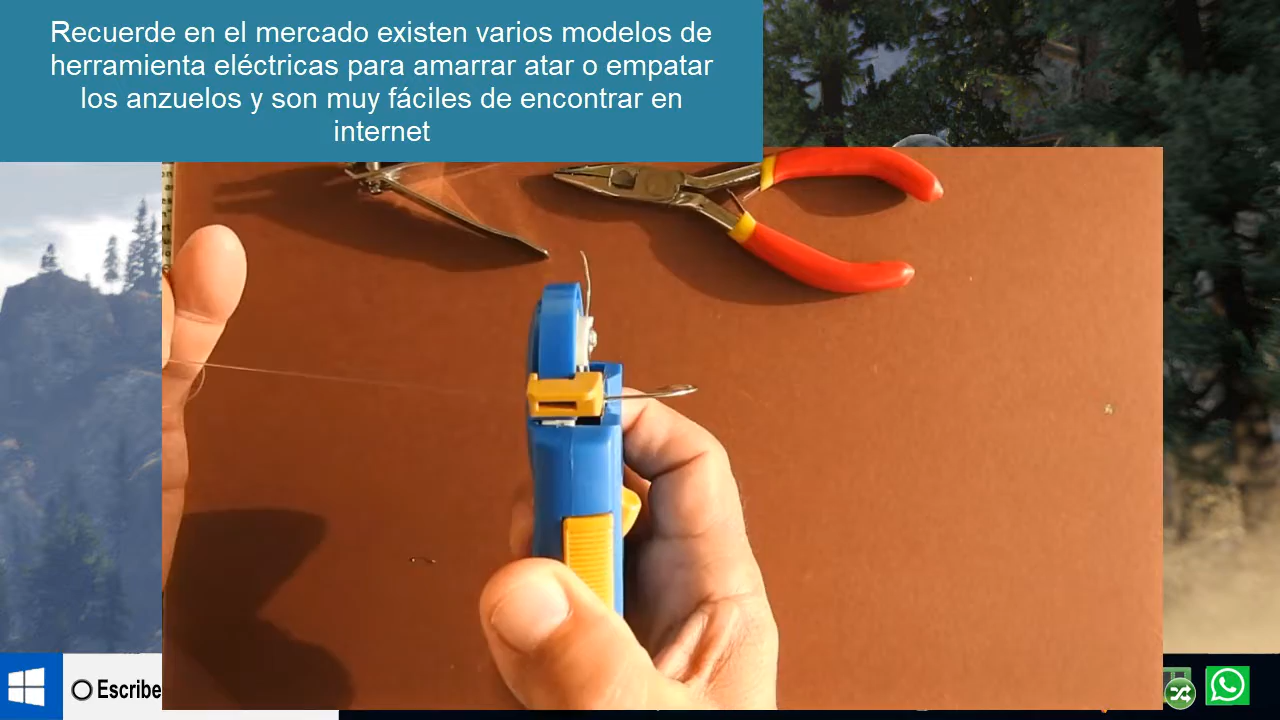 Recuerde en el mercado existen varios modelos de
herramienta eléctricas para amarrar atar o empatar
los anzuelos y son muy fáciles de encontrar en
internet
Escribe